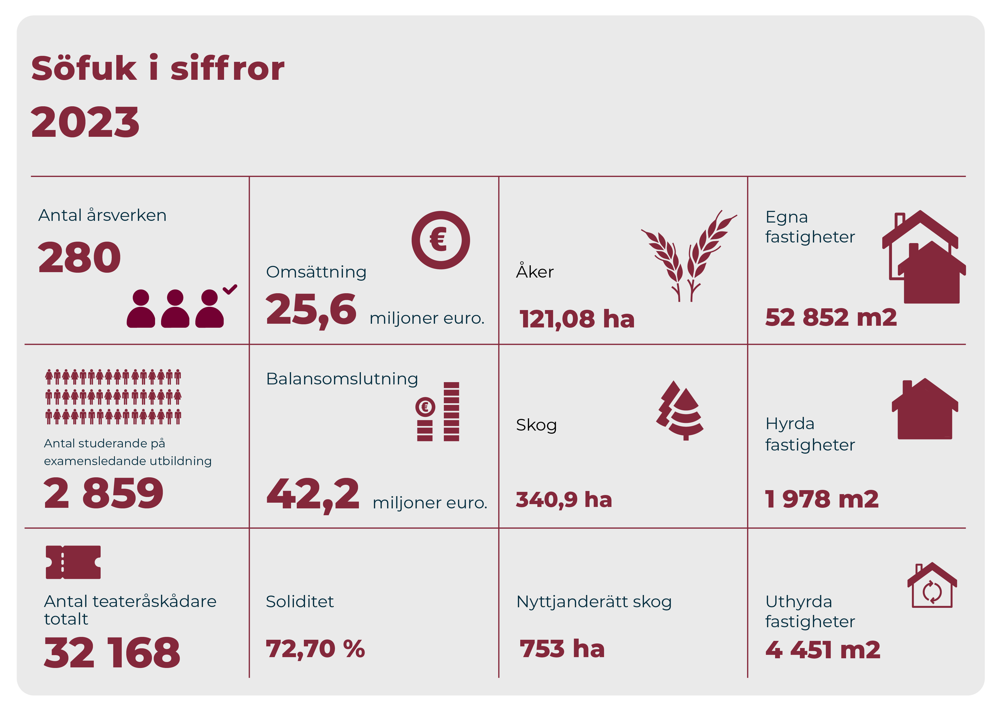 Söfuk i siffror
2023
Antal årsverken
280
Omsättning
25,6 miljoner euro.
Åker
121,08 ha
Egna
fastigheter
52 852 m2
Antal studerande på
examensledande utbildning
2 859
Balansomslutning
42,2 miljoner euro.
Skog
340,9 ha
Hyrda
fastigheter
1 978 m2
Antal teateråskådare
totalt
32 168
Soliditet
72,70 %
Nyttjanderätt skog
753 ha
Uthyrda
fastigheter
4 451 m2